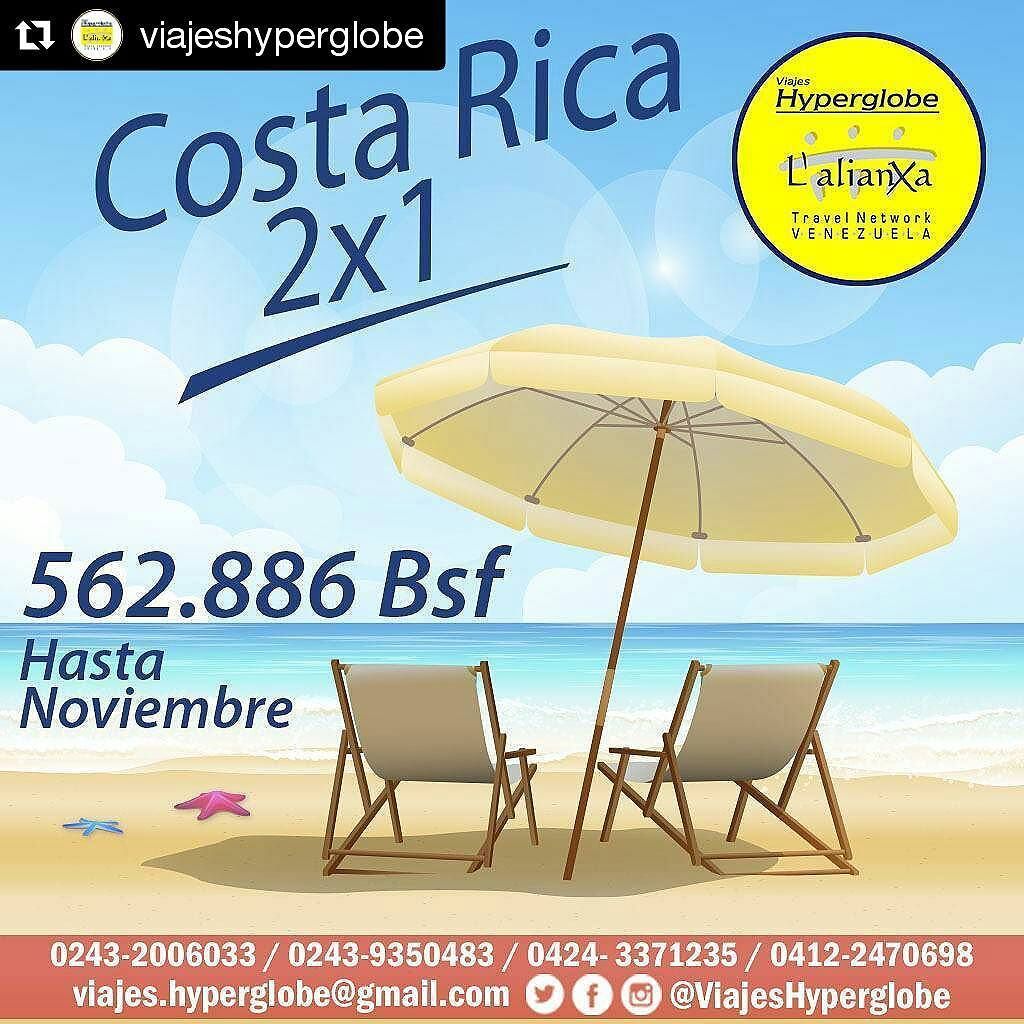 viajeshyperglobe
Costa Rica
2x1
Viajes
Hyperglobe
L'alianXa
Travel Network
VENEZUELA
562.886 Bsf
Hasta
Noviembre
0243-2006033 / 0243-9350483 / 0424- 3371235 / 0412-2470698
viajes.hyperglobe@gmail.com @ViajesHyperglobe